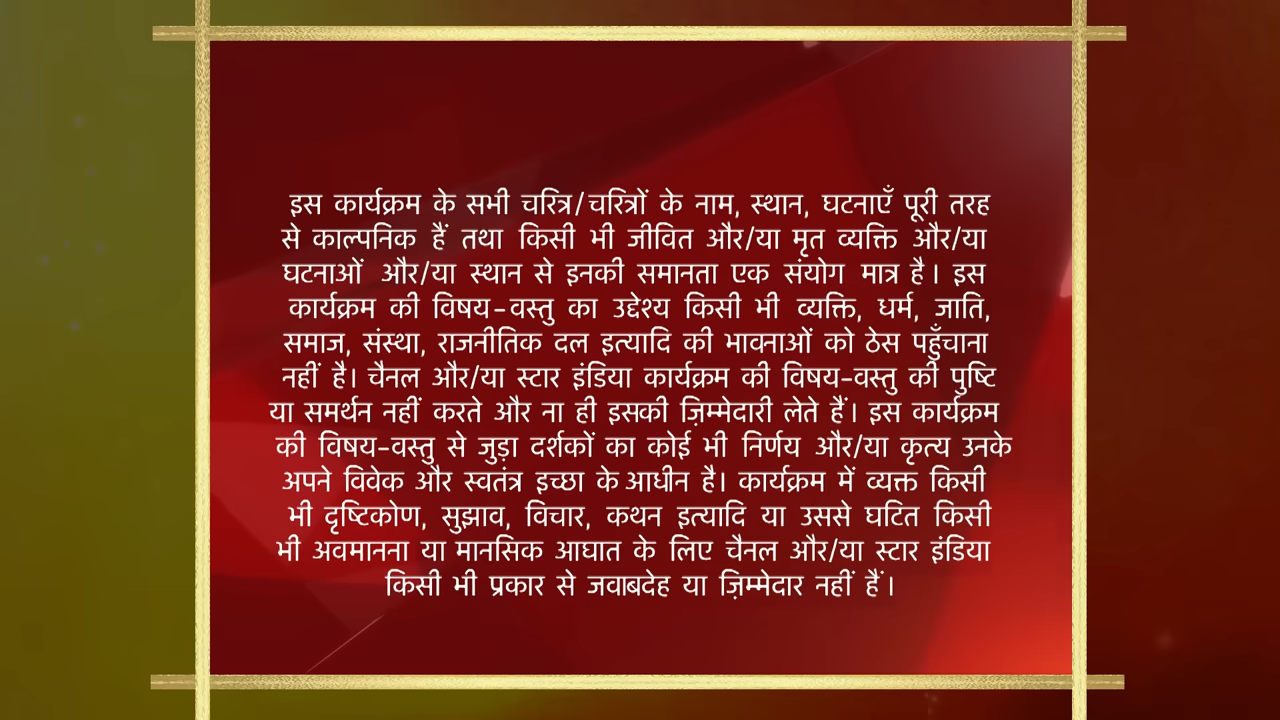 इस कार्यक्रम के सभी चरित्र/चरित्रों के नाम, स्थान, घटनाएँ पूरी तरह
से काल्पनिक हैं तथा किसी भी जीवित और/या मृत व्यक्ति और/या
घटनाओं और/या स्थान से इनकी समानता एक संयोग मात्र है। इस
कार्यक्रम की विषय-वस्तु का उद्देश्य किसी भी व्यक्ति, धर्म, जाति,
समाज, संस्था, राजनीतिक दल इत्यादि की भावनाओं को ठेस पहुँचाना
नहीं है। चैनल और/या स्टार इंडिया कार्यक्रम की विषय-वस्तु की पुष्टि
या समर्थन नहीं करते और ना ही इसकी ज़िम्मेदारी लेते हैं। इस कार्यक्रम
की विषय-वस्तु से जुड़ा दर्शकों का कोई भी निर्णय और/या कृत्य उनके
अपने विवेक और स्वतंत्र इच्छा के आधीन है। कार्यक्रम में व्यक्त किसी
भी दृष्टिकोण, सुझाव, विचार, कथन इत्यादि या उससे घटित किसी
भी अवमानना या मानसिक आघात के लिए चैनल और/या स्टार इंडिया
किसी भी प्रकार से जवाबदेह या ज़िम्मेदार नहीं हैं।